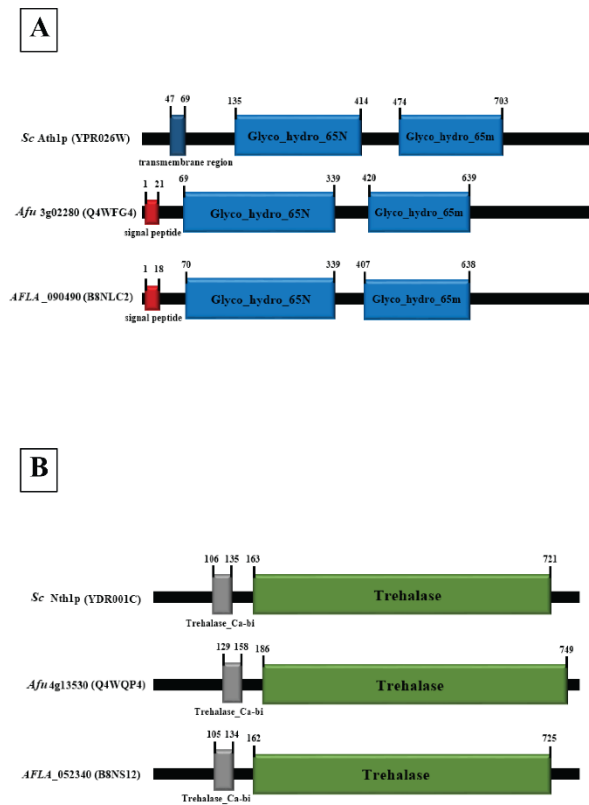 A
47 69 135 414 474 703
Sc Ath1p (YPR026W) Glyco_hydro_65N Glyco_hydro_65m
transmembrane region
1 21 69 339 420 639
Afu 3g02280 (Q4WFG4) Glyco_hydro_65N Glyco_hydro_65m
signal peptide
1 18 70 339 407 638
AFLA_090490 (B8NLC2) Glyco_hydro_65N Glyco_hydro_65m
signal peptide
B
106 135 163 721
Sc Nth1p (YDR001C) Trehalase
Trehalase_Ca-bi
129 158 186 749
Afu 4g13530 (Q4WQP4) Trehalase
Trehalase_Ca-bi
105 134 162 725
AFLA_052340 (B8NS12) Trehalase
Trehalase_Ca-bi